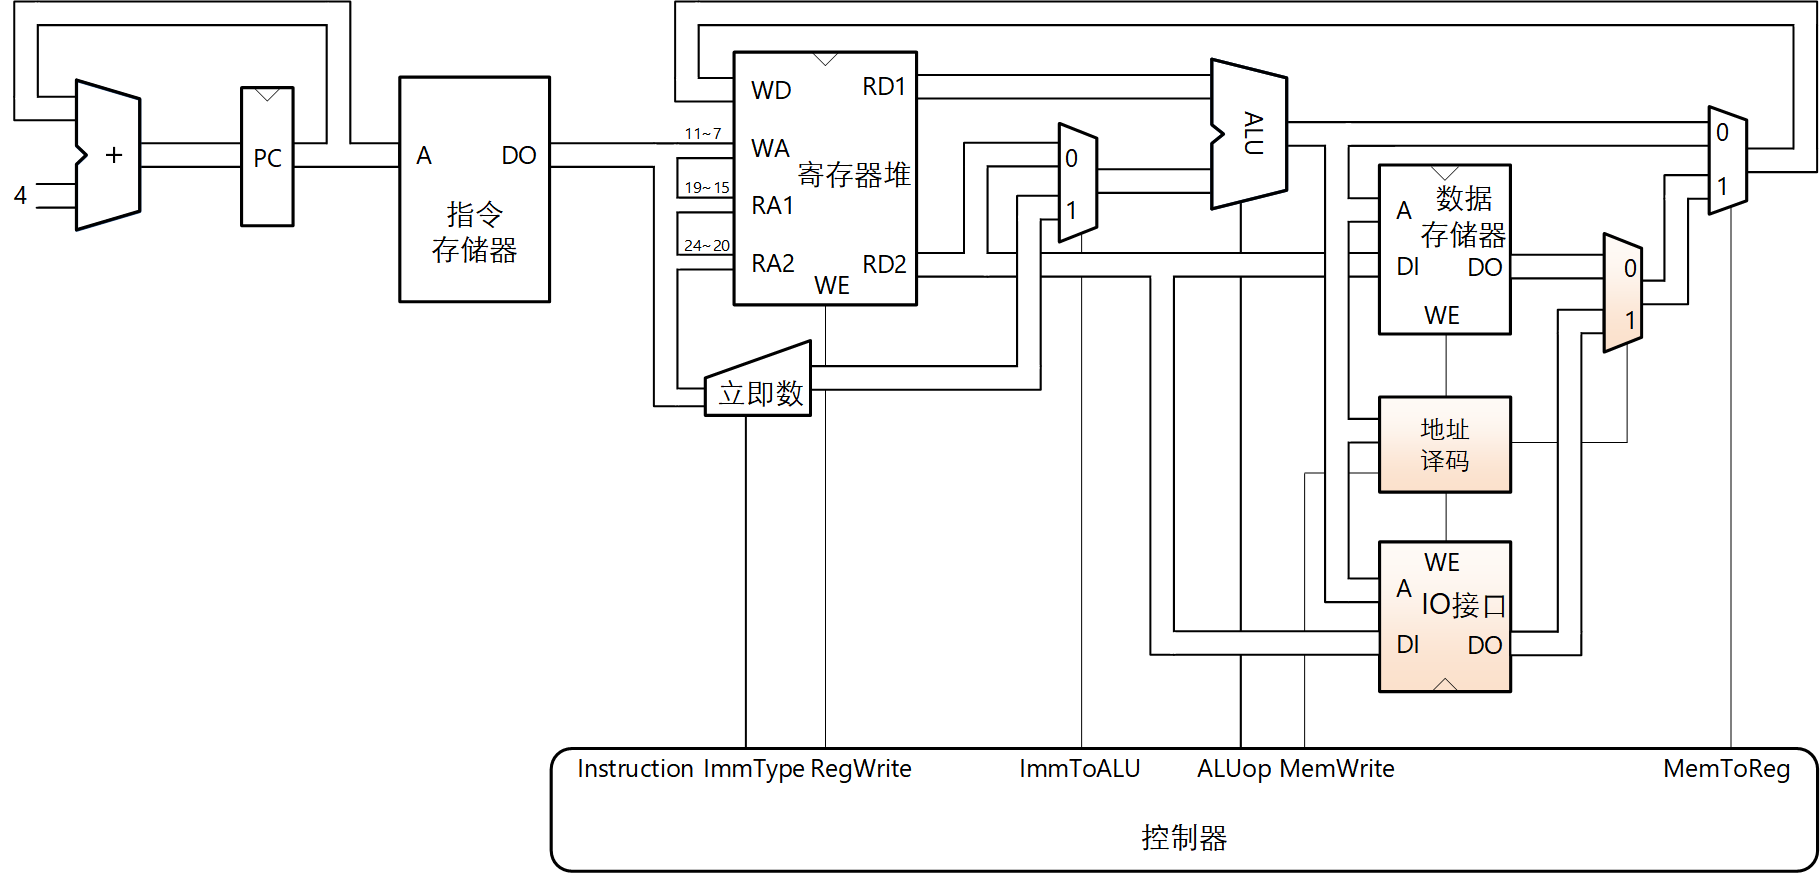 +
4
PC
A
DO
指令
存储器
WD
RD1
11~7
WA
寄存器堆
19~15
RA1
24~20
RA2
RD2
WE
立即数
0
1
ALU
A
数据
存储器
DI
DO
WE
0
1
0
1
地址
译码
WE
A
IO接口
DI
DO
Instruction ImmType RegWrite ImmToALU ALUop MemWrite MemToReg
控制器